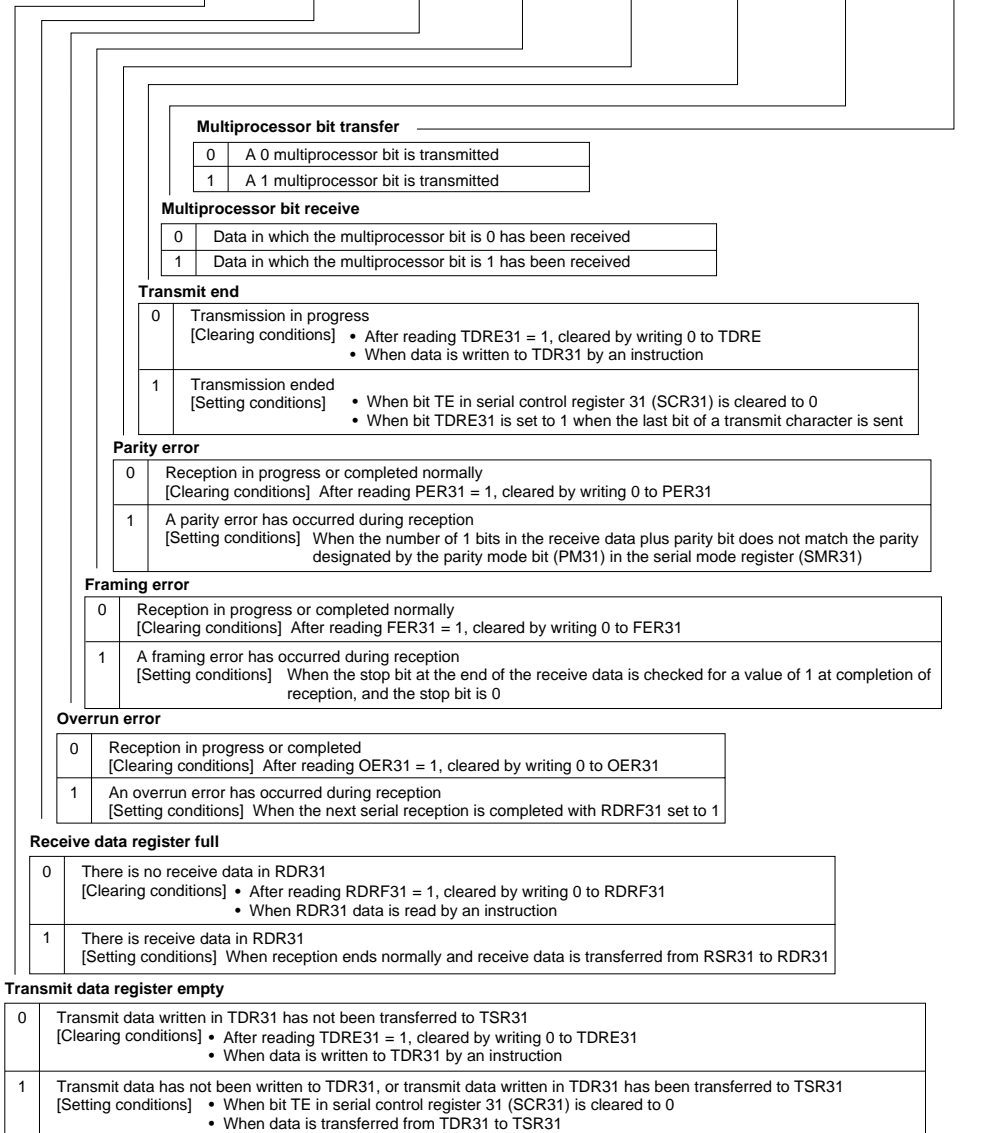 Multiprocessor bit transfer
0 A 0 multiprocessor bit is transmitted
1 A 1 multiprocessor bit is transmitted
Multiprocessor bit receive
0 Data in which the multiprocessor bit is 0 has been received
1 Data in which the multiprocessor bit is 1 has been received
Transmit end
0 Transmission in progress
[Clearing conditions] • After reading TDRE31 = 1, cleared by writing 0 to TDRE
• When data is written to TDR31 by an instruction
1 Transmission ended
[Setting conditions] • When bit TE in serial control register 31 (SCR31) is cleared to 0
• When bit TDRE31 is set to 1 when the last bit of a transmit character is sent
Parity error
0 Reception in progress or completed normally
[Clearing conditions] After reading PER31 = 1, cleared by writing 0 to PER31
1 A parity error has occurred during reception
[Setting conditions] When the number of 1 bits in the receive data plus parity bit does not match the parity
designated by the parity mode bit (PM31) in the serial mode register (SMR31)
Framing error
0 Reception in progress or completed normally
[Clearing conditions] After reading FER31 = 1, cleared by writing 0 to FER31
1 A framing error has occurred during reception
[Setting conditions] When the stop bit at the end of the receive data is checked for a value of 1 at completion of
reception, and the stop bit is 0
Overrun error
0 Reception in progress or completed
[Clearing conditions] After reading OER31 = 1, cleared by writing 0 to OER31
1 An overrun error has occurred during reception
[Setting conditions] When the next serial reception is completed with RDRF31 set to 1
Receive data register full
0 There is no receive data in RDR31
[Clearing conditions] • After reading RDRF31 = 1, cleared by writing 0 to RDRF31
• When RDR31 data is read by an instruction
1 There is receive data in RDR31
[Setting conditions] When reception ends normally and receive data is transferred from RSR31 to RDR31
Transmit data register empty
0 Transmit data written in TDR31 has not been transferred to TSR31
[Clearing conditions] • After reading TDRE31 = 1, cleared by writing 0 to TDRE31
• When data is written to TDR31 by an instruction
1 Transmit data has not been written to TDR31, or transmit data written in TDR31 has been transferred to TSR31
[Setting conditions] • When bit TE in serial control register 31 (SCR31) is cleared to 0
• When data is transferred from TDR31 to TSR31